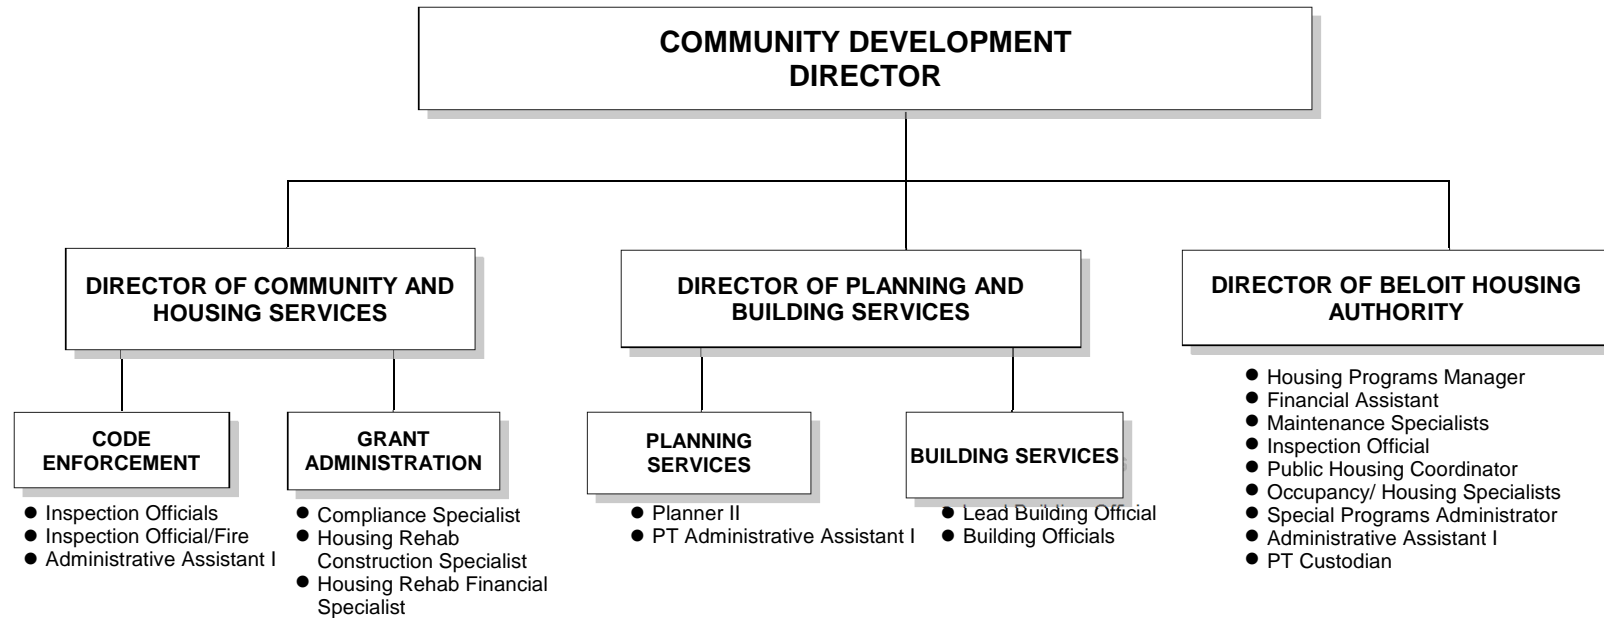 COMMUNITY DEVELOPMENT
DIRECTOR
DIRECTOR OF COMMUNITY AND
HOUSING SERVICES
DIRECTOR OF PLANNING AND
BUILDING SERVICES
DIRECTOR OF BELOIT HOUSING
AUTHORITY
CODE
ENFORCEMENT
● Inspection Officials
● Inspection Official/Fire
● Administrative Assistant I
GRANT
ADMINISTRATION
● Compliance Specialist
● Housing Rehab
Construction Specialist
● Housing Rehab Financial
Specialist
PLANNING
SERVICES
● Planner II
● PT Administrative Assistant I
BUILDING SERVICES
● Lead Building Official
● Building Officials
● Housing Programs Manager
● Financial Assistant
● Maintenance Specialists
● Inspection Official
● Public Housing Coordinator
● Occupancy/ Housing Specialists
● Special Programs Administrator
● Administrative Assistant I
● PT Custodian